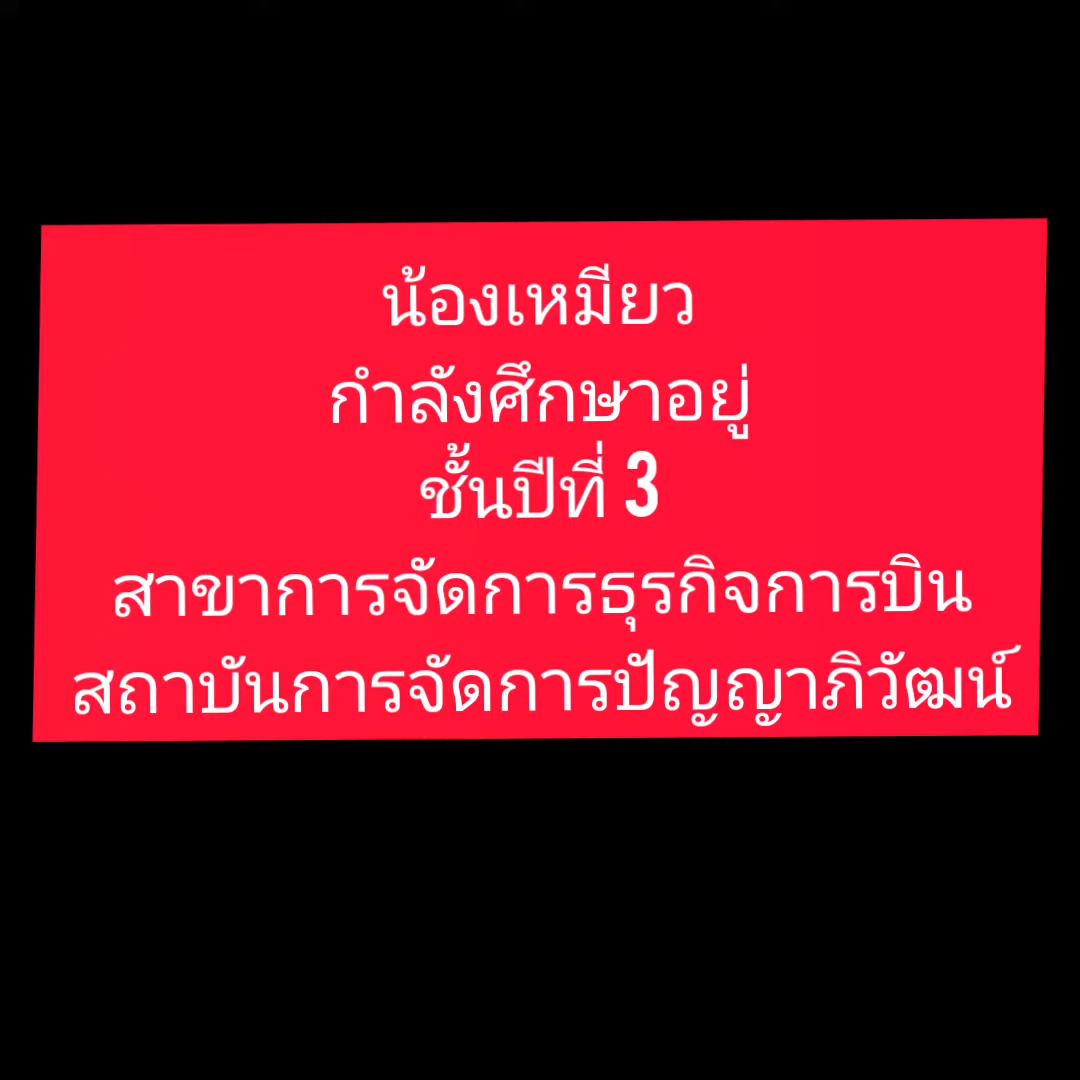 น้องเหมียว
กำลังศึกษาอยู่
ชั้นปีที่ 3
สาขาการจัดการธุรกิจการบิน
สถาบันการจัดการปัญญาภิวัฒน์